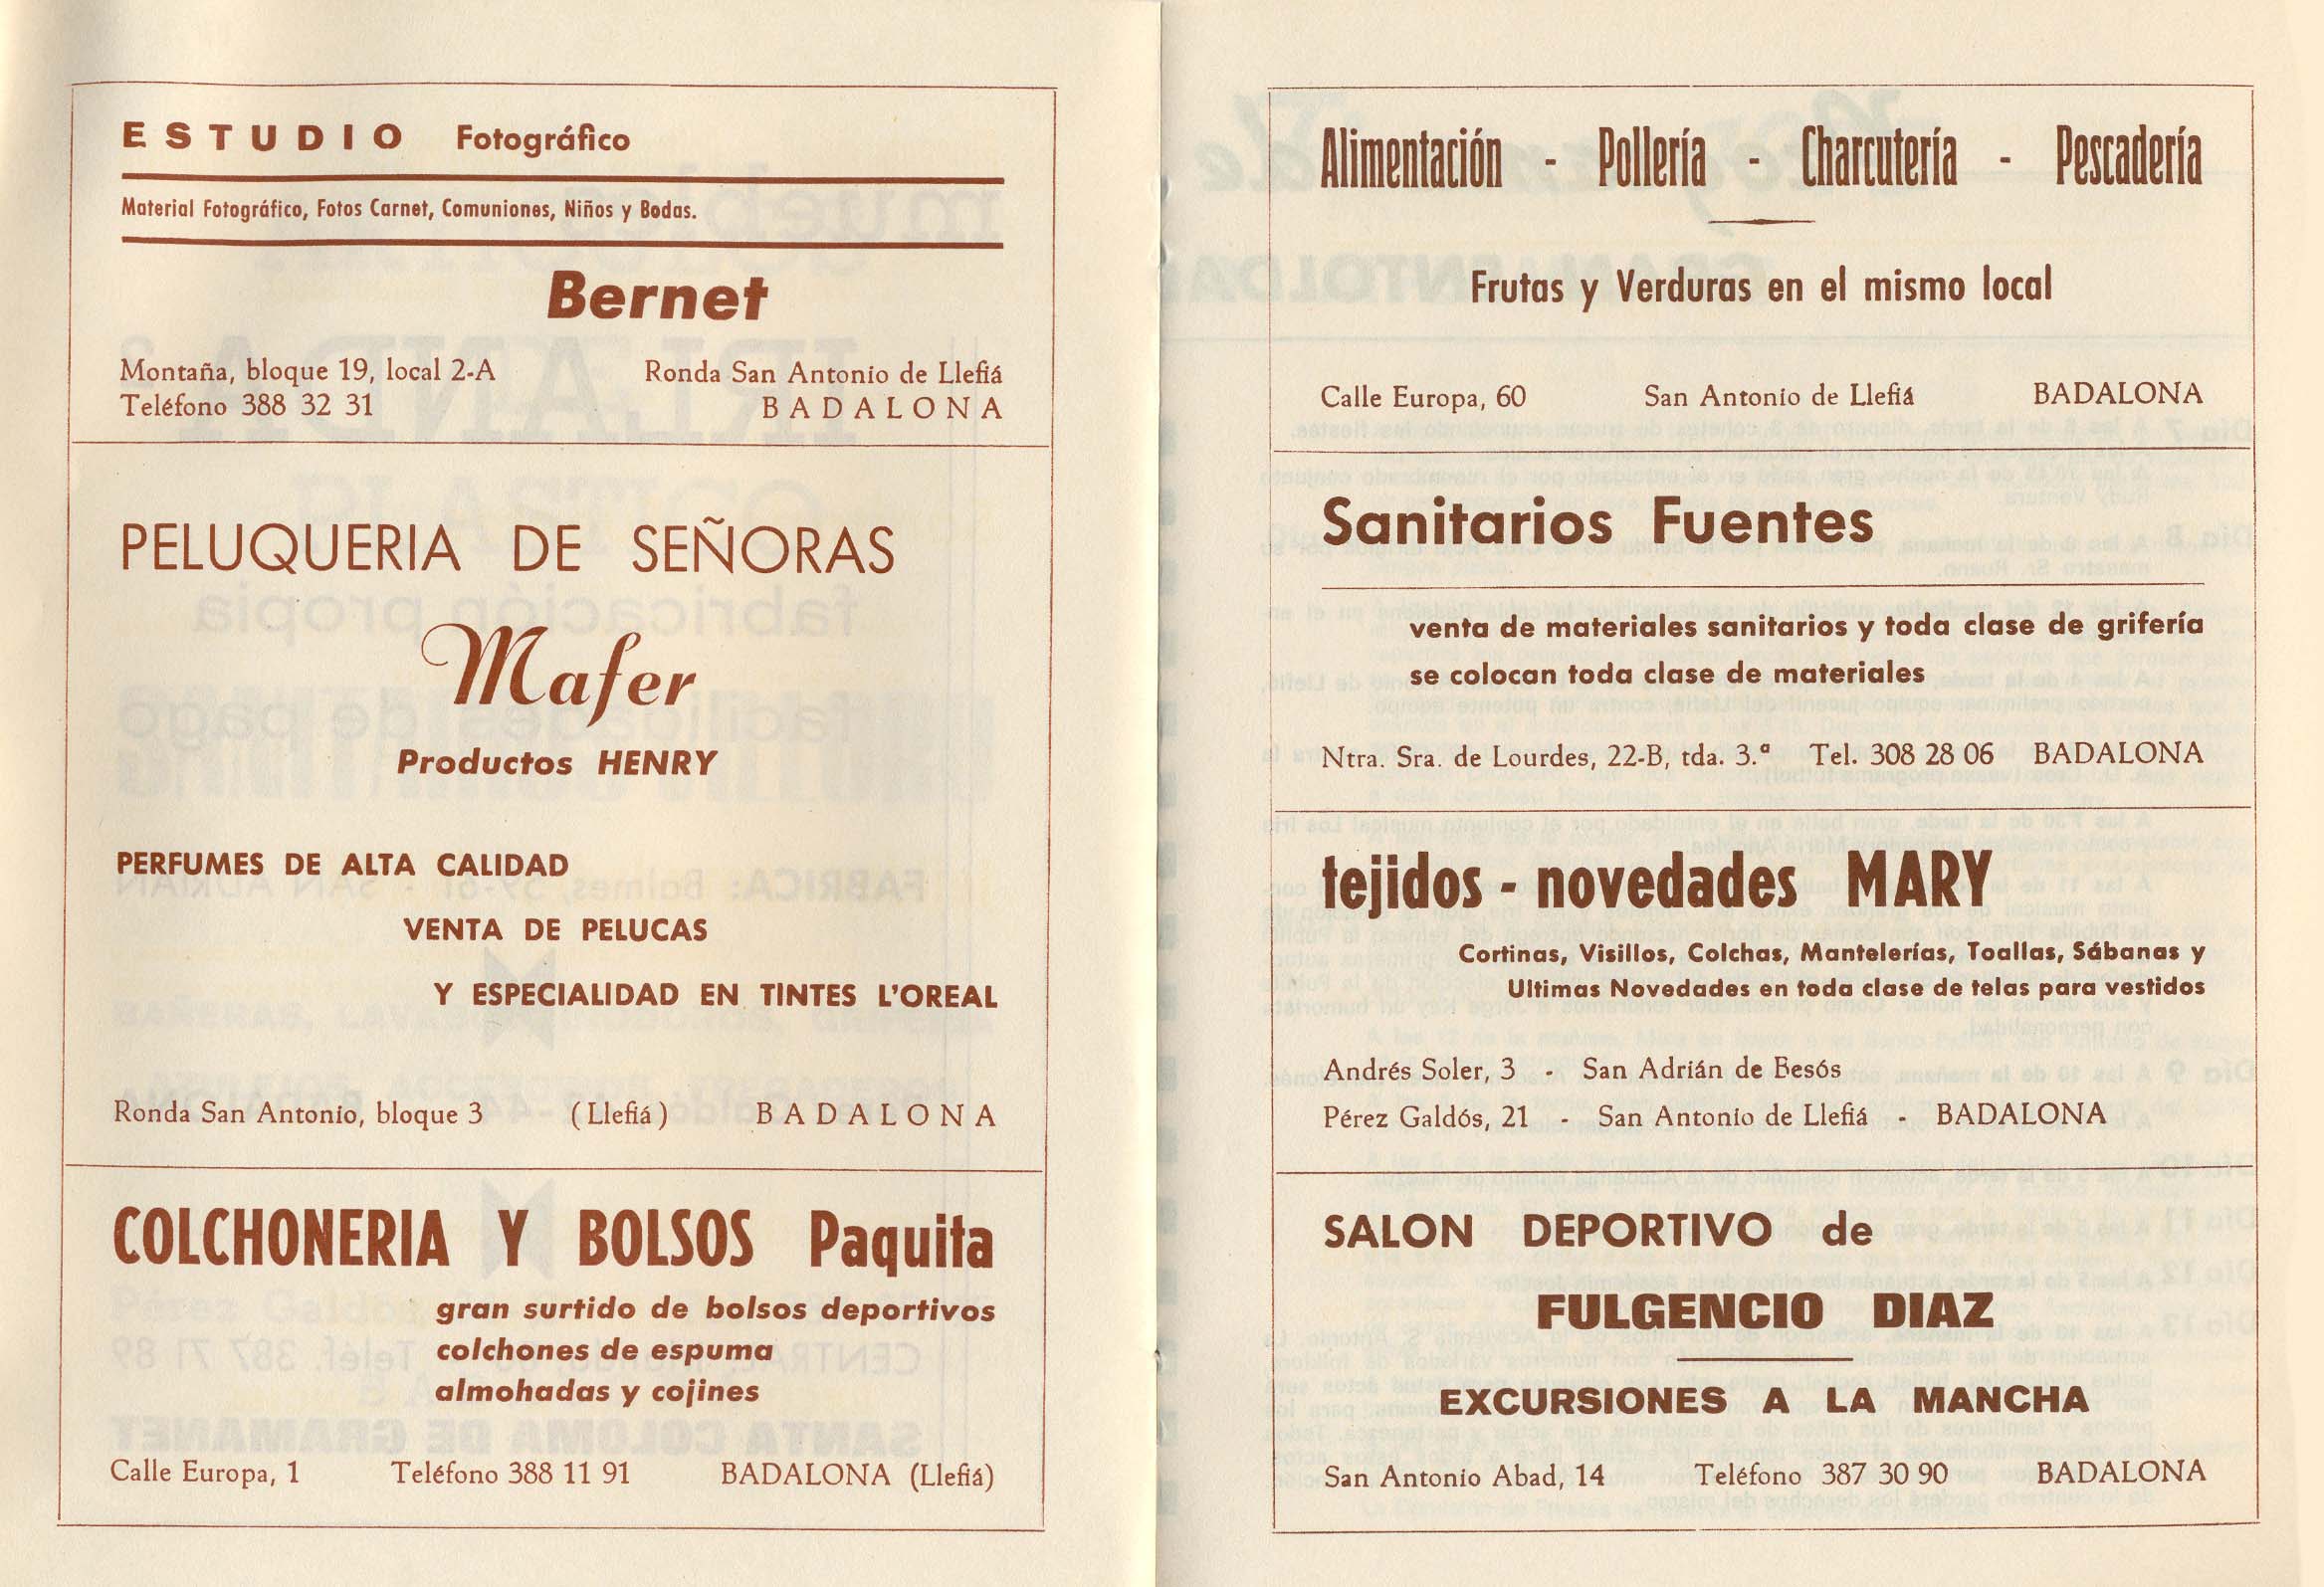 ESTUDIO Fotográfico
Material Fotográfico, Fotos Carnet, Comuniones, Niños y Bodas.
Bernet
Montaña, bloque 19, local 2-A Ronda San Antonio de Llefiá
Teléfono 388 32 31 BADALONA
PELUQUERIA DE SEÑORAS
Mafer
Productos HENRY
PERFUMES DE ALTA CALIDAD
VENTA DE PELUCAS
Y ESPECIALIDAD EN TINTES L'OREAL
Ronda San Antonio, bloque 3 (Llefiá) BADALONA
COLCHONERIA Y BOLSOS Paquita
gran surtido de bolsos deportivos
colchones de espuma
almohadas y cojines
Calle Europa, 1 Teléfono 388 11 91 BADALONA (Llefiá)
Alimentación - Pollería - Charcutería - Pescadería
Frutas y Verduras en el mismo local
Calle Europa, 60 San Antonio de Llefiá BADALONA
Sanitarios Fuentes
venta de materiales sanitarios y toda clase de grifería
se colocan toda clase de materiales
Ntra. Sra. de Lourdes, 22-B, tda. 3.ª Tel. 308 28 06 BADALONA
tejidos - novedades MARY
Cortinas, Visillos, Colchas, Mantelerías, Toallas, Sábanas y
Ultimas Novedades en toda clase de telas para vestidos
Andrés Soler, 3 - San Adrián de Besós
Pérez Galdós, 21 - San Antonio de Llefiá - BADALONA
SALON DEPORTIVO de
FULGENCIO DIAZ
EXCURSIONES A LA MANCHA
San Antonio Abad, 14 Teléfono 387 30 90 BADALONA